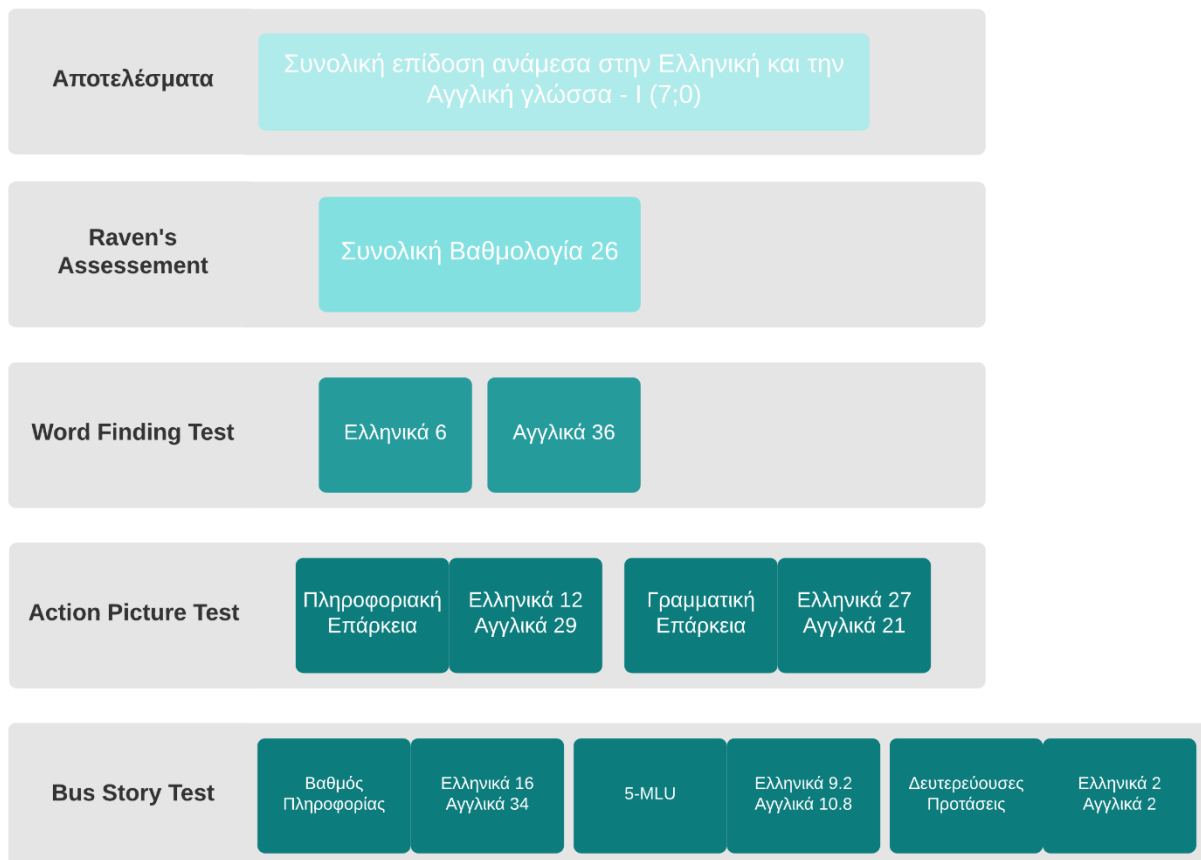 Αποτελέσματα
Συνολική επίδοση ανάμεσα στην Ελληνική και την
Αγγλική γλώσσα - Ι (7;0)
Raven's
Assessement
Συνολική Βαθμολογία 26
Word Finding Test
Ελληνικά 6
Αγγλικά 36
Action Picture Test
Πληροφοριακή
Επάρκεια
Ελληνικά 12
Αγγλικά 29
Γραμματική
Επάρκεια
Ελληνικά 27
Αγγλικά 21
Bus Story Test
Βαθμός
Πληροφορίας
Ελληνικά 16
Αγγλικά 34
5-MLU
Ελληνικά 9.2
Αγγλικά 10.8
Δευτερεύουσες
Προτάσεις
Ελληνικά 2
Αγγλικά 2